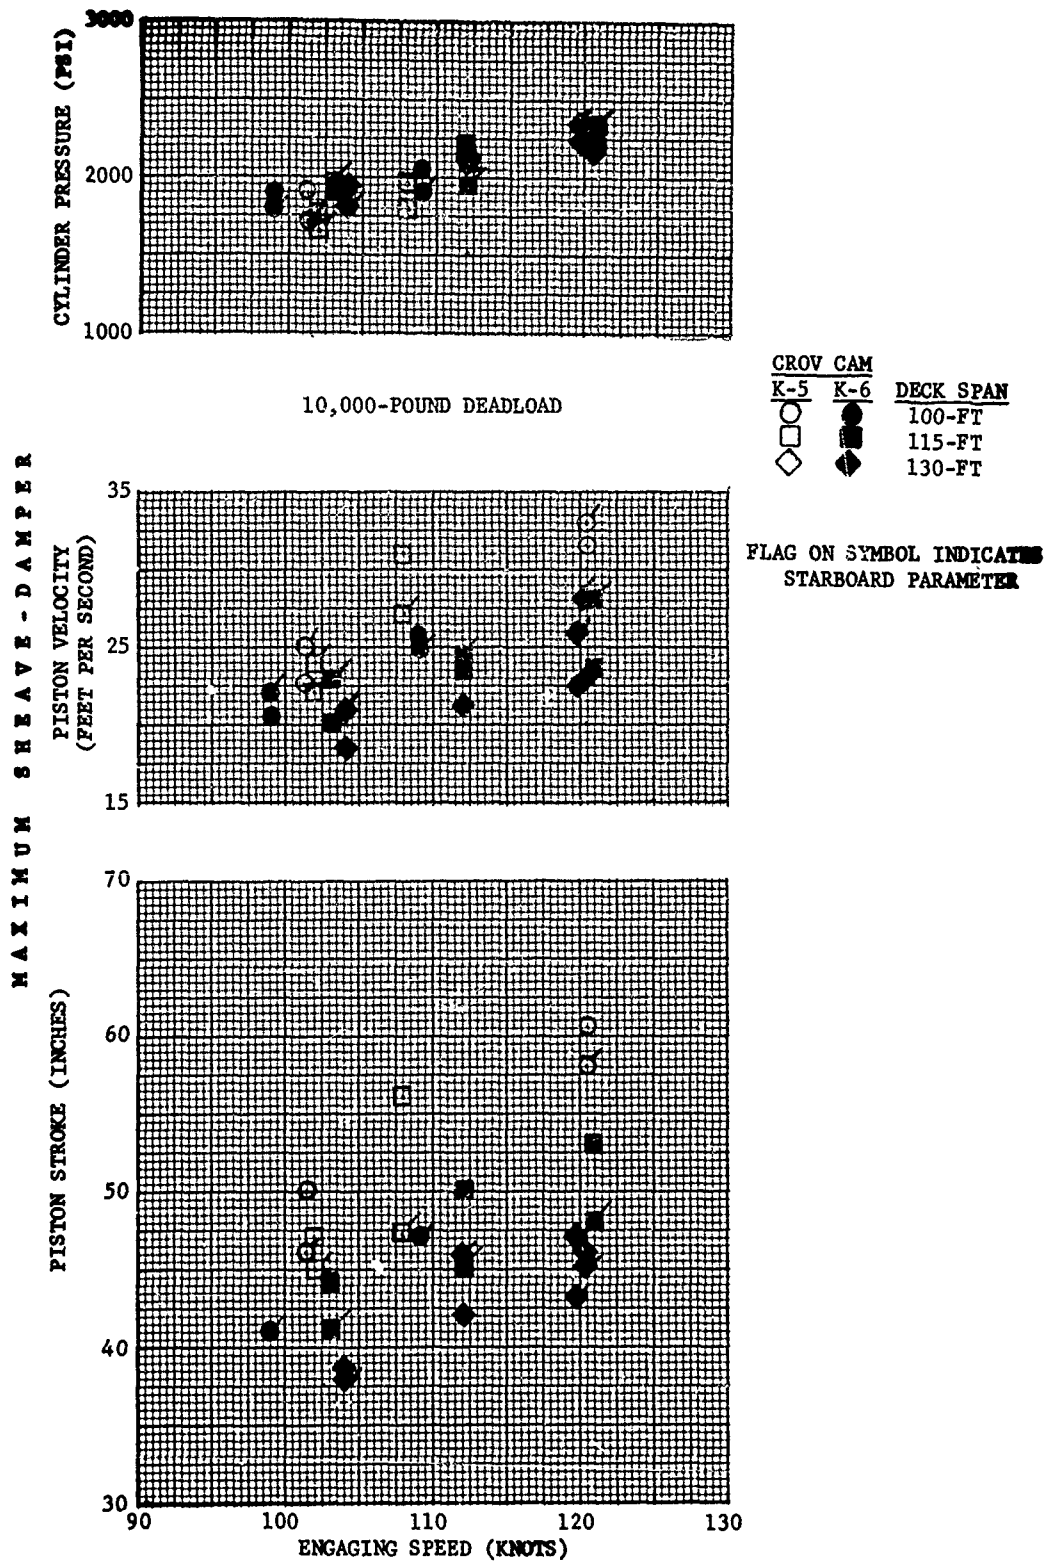 3000
2000
1000
CYLINDER PRESSURE (PSI)
10,000-POUND DEADLOAD
GROV CAM
K-5 K-6 DECK SPAN
100-FT
115-FT
130-FT
FLAG ON SYMBOL INDICATES
STARBOARD PARAMETER
MAXIMUM SHEAVE-DAMPER
35
25
15
PISTON VELOCITY
(FEET PER SECOND)
70
60
50
40
30
PISTON STROKE (INCHES)
90 100 110 120 130
ENGAGING SPEED (KNOTS)